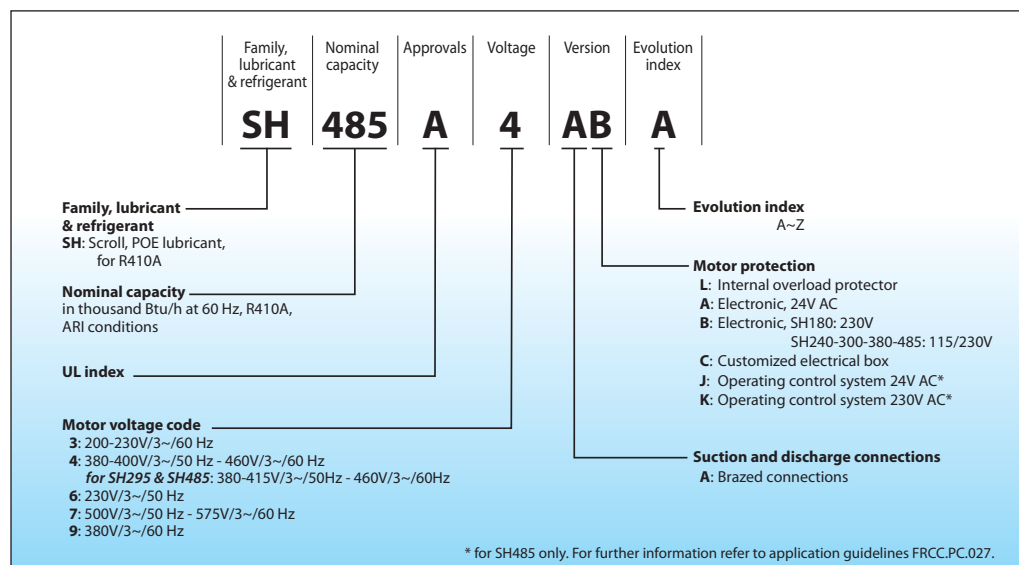 Family,
lubricant
& refrigerant
Nominal
capacity
Approvals
Voltage
Version
Evolution
index
SH 485 A 4 A B A
Family, lubricant
& refrigerant
SH: Scroll, POE lubricant,
for R410A
Nominal capacity
in thousand Btu/h at 60 Hz, R410A,
ARI conditions
UL index
Motor voltage code
3: 200-230V/3~/60 Hz
4: 380-400V/3~/50 Hz - 460V/3~/60 Hz
for SH295 & SH485: 380-415V/3~/50Hz - 460V/3~/60Hz
6: 230V/3~/50 Hz
7: 500V/3~/50 Hz - 575V/3~/60 Hz
9: 380V/3~/60 Hz
Evolution index
A~Z
Motor protection
L: Internal overload protector
A: Electronic, 24V AC
B: Electronic, SH180: 230V
SH240-300-380-485: 115/230V
C: Customized electrical box
J: Operating control system 24V AC*
K: Operating control system 230V AC*
Suction and discharge connections
A: Brazed connections
* for SH485 only. For further information refer to application guidelines FRCC.PC.027.